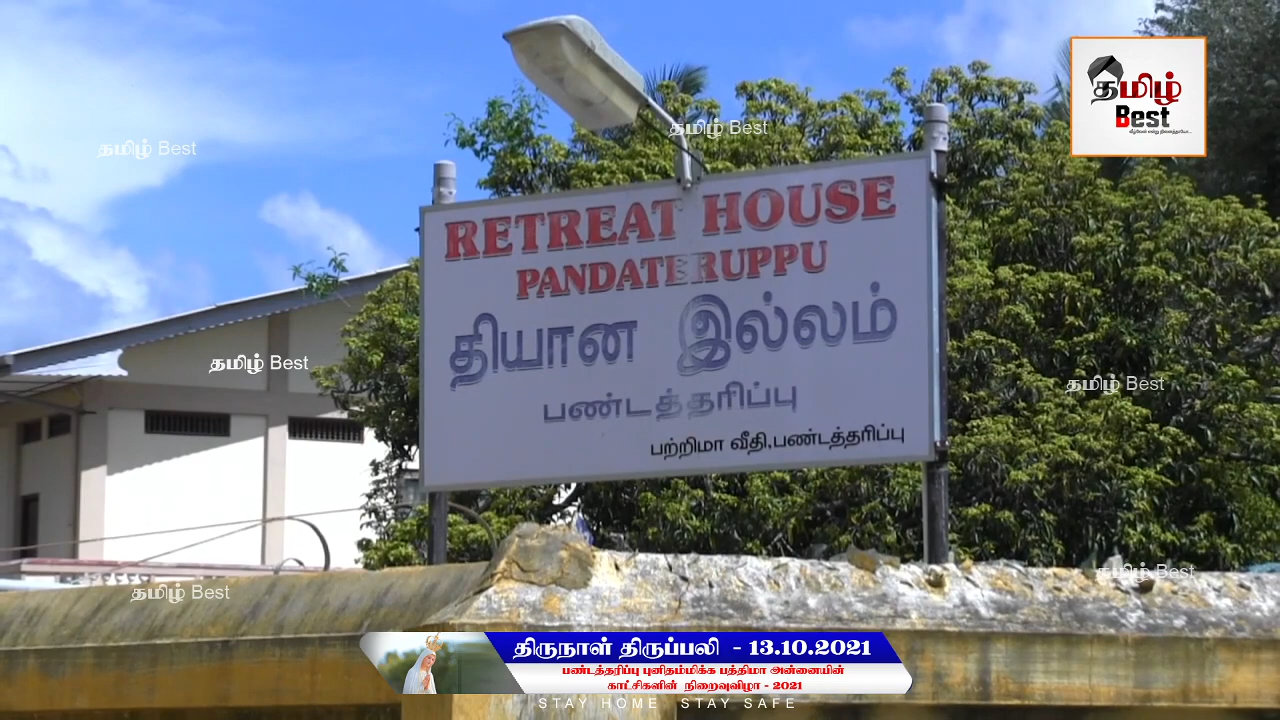 தமிழ்
Best
வீழ்வேன் என்று நினைத்தாயோ...
தமிழ் Best
தமிழ் Best
RETREAT HOUSE
PANDATERUPPU
தியான இல்லம்
பண்டத்தரிப்பு
பற்றிமா வீதி,பண்டத்தரிப்பு
தமிழ் Best
தமிழ் Best
தமிழ் Best
தமிழ் Best
திருநாள் திருப்பலி - 13.10.2021
பண்டத்தரிப்பு புனிதம்மிக்க பத்திமா அன்னையின்
காட்சிகளின் நிறைவுவிழா - 2021
STAY HOME STAY SAFE